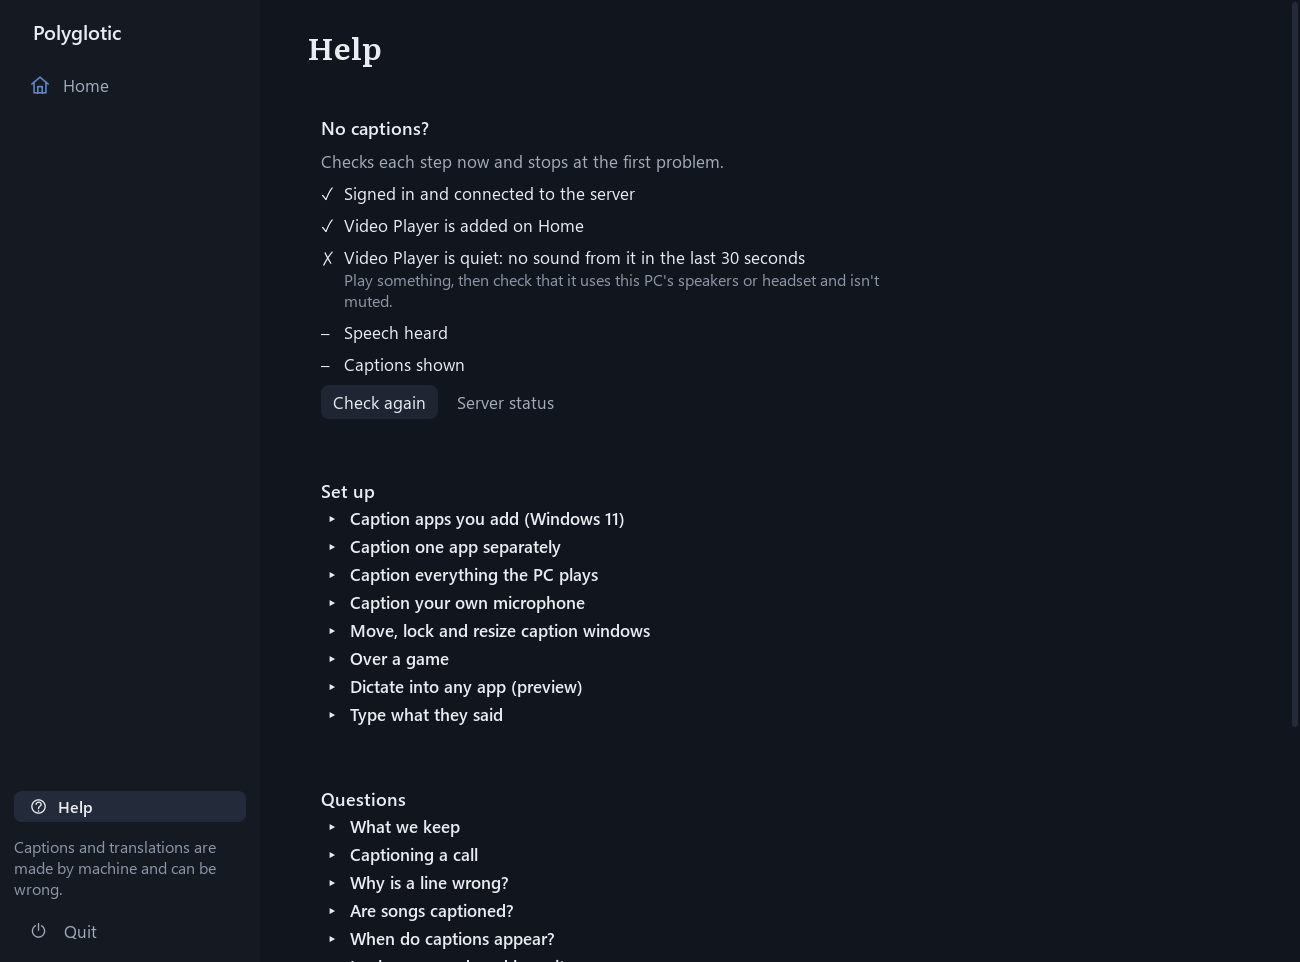 Polyglotic
Home
Help
Captions and translations are
made by machine and can be
wrong.
Quit
Help
No captions?
Checks each step now and stops at the first problem.
✓ Signed in and connected to the server
✓ Video Player is added on Home
✗ Video Player is quiet: no sound from it in the last 30 seconds
Play something, then check that it uses this PC's speakers or headset and isn't
muted.
– Speech heard
– Captions shown
Check again
Server status
Set up
‣ Caption apps you add (Windows 11)
‣ Caption one app separately
‣ Caption everything the PC plays
‣ Caption your own microphone
‣ Move, lock and resize caption windows
‣ Over a game
‣ Dictate into any app (preview)
‣ Type what they said
Questions
‣ What we keep
‣ Captioning a call
‣ Why is a line wrong?
‣ Are songs captioned?
‣ When do captions appear?